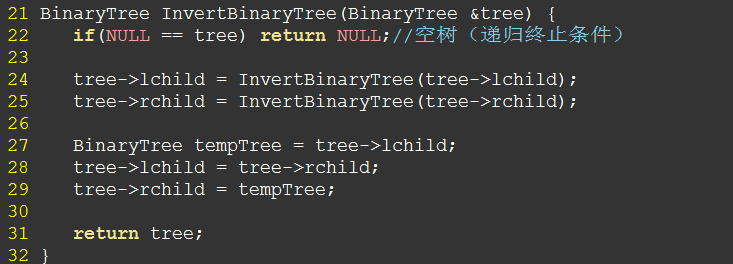 21 BinaryTree InvertBinaryTree(BinaryTree &tree) {
22    if(NULL == tree) return NULL;//空树（递归终止条件）
23
24    tree->lchild = InvertBinaryTree(tree->lchild);
25    tree->rchild = InvertBinaryTree(tree->rchild);
26
27    BinaryTree tempTree = tree->lchild;
28    tree->lchild = tree->rchild;
29    tree->rchild = tempTree;
30
31    return tree;
32 }